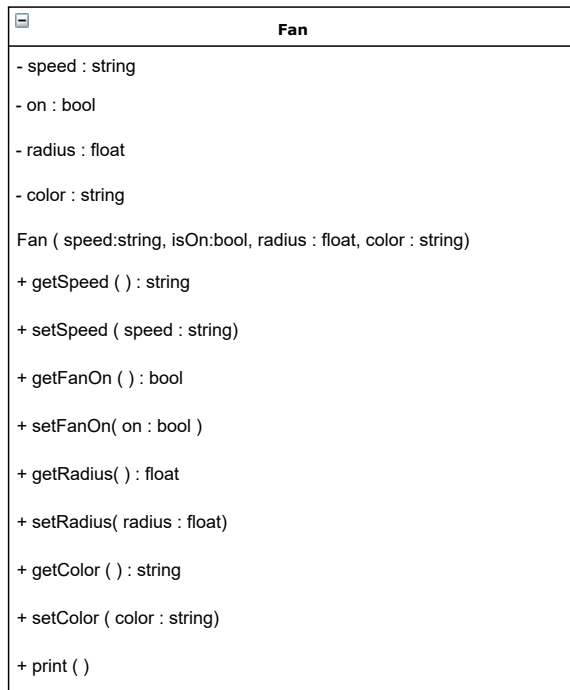 Fan
- speed : string
- on : bool
- radius : float
- color : string
Fan ( speed:string, isOn:bool, radius : float, color : string)
+ getSpeed ( ) : string
+ setSpeed ( speed : string)
+ getFanOn ( ) : bool
+ setFanOn( on : bool )
+ getRadius( ) : float
+ setRadius( radius : float)
+ getColor ( ) : string
+ setColor ( color : string)
+ print ( )